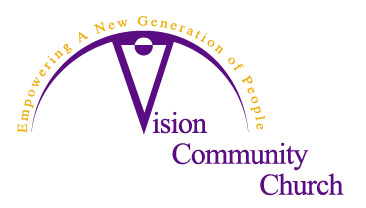 Empowering A New Generation of People
Vision
Community
Church